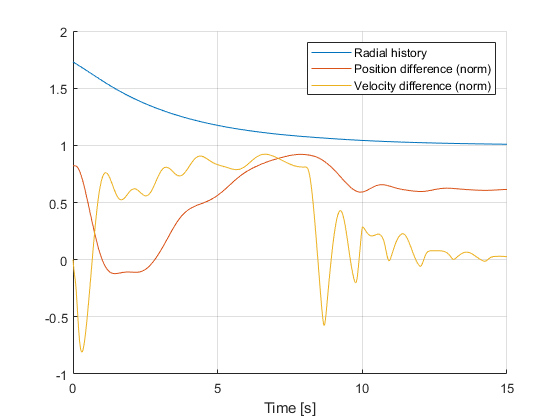 2
1.5
1
0.5
0
-0.5
-1
Radial history
Position difference (norm)
Velocity difference (norm)
0 5 10 15
Time [s]